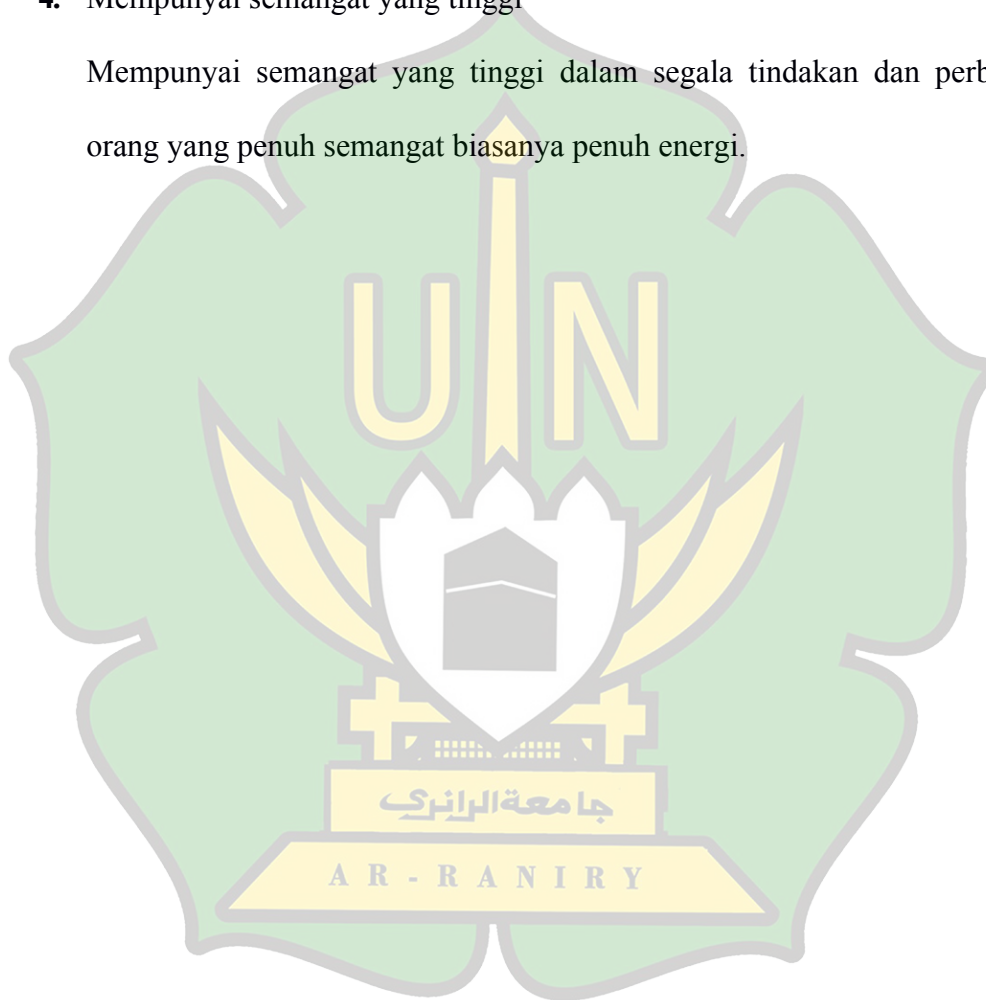 4. Mempunyai semangat yang tinggi
Mempunyai semangat yang tinggi dalam segala tindakan dan
orang yang penuh semangat biasanya penuh energi.
UIN
جامعة الرانري
AR-RANIRY